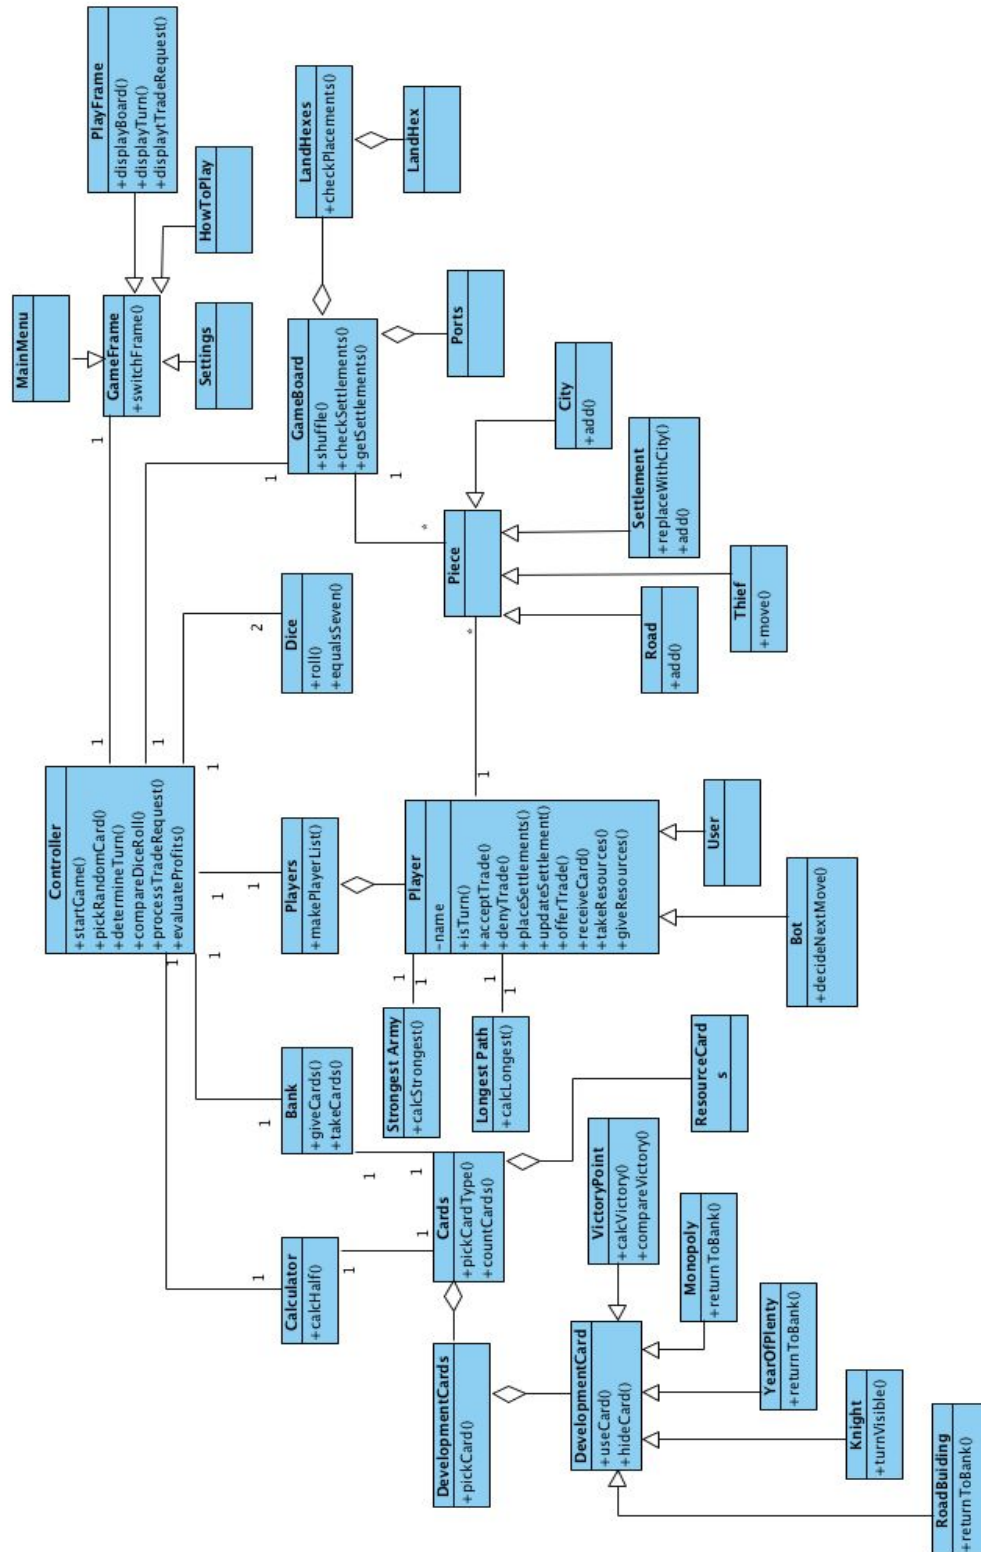 MainMenu
Controller
+startGame()
+pickRandomCard()
+determineTurn()
+compareDiceRoll()
+processTradeRequest()
+evaluateProfits()
1
1
1
1
1
1
GameFrame
+switchFrame()
1
PlayFrame
+displayBoard()
+displayTurn()
+displaytTradeRequest()
Settings
HowToPlay
Calculator
+calcHalf()
1
1
Bank
+giveCards()
+takeCards()
1
1
Players
+makePlayerList()
1
Dice
+roll()
+equalsSeven()
2
GameBoard
+shuffle()
+checkSettlements()
+getSettlements()
1
1
LandHexes
+checkPlacements()
LandHex
Ports
DevelopmentCards
+pickCard()
Cards
+pickCardType()
+countCards()
1
1
Strongest Army
+calcStrongest()
1
1
Longest Path
+calcLongest()
1
1
Player
-name
+isTurn()
+acceptTrade()
+denyTrade()
+placeSettlements()
+updateSettlement()
+offerTrade()
+receiveCard()
+takeResources()
+giveResources()
1
Piece
*
*
City
+add()
Settlement
+replaceWithCity()
+add()
Thief
+move()
Road
+add()
User
Bot
+decideNextMove()
ResourceCard
s
DevelopmentCard
+useCard()
+hideCard()
VictoryPoint
+calcVictory()
+compareVictory()
Monopoly
+returnToBank()
YearOfPlenty
+returnToBank()
Knight
+turnVisible()
RoadBuiding
+returnToBank()